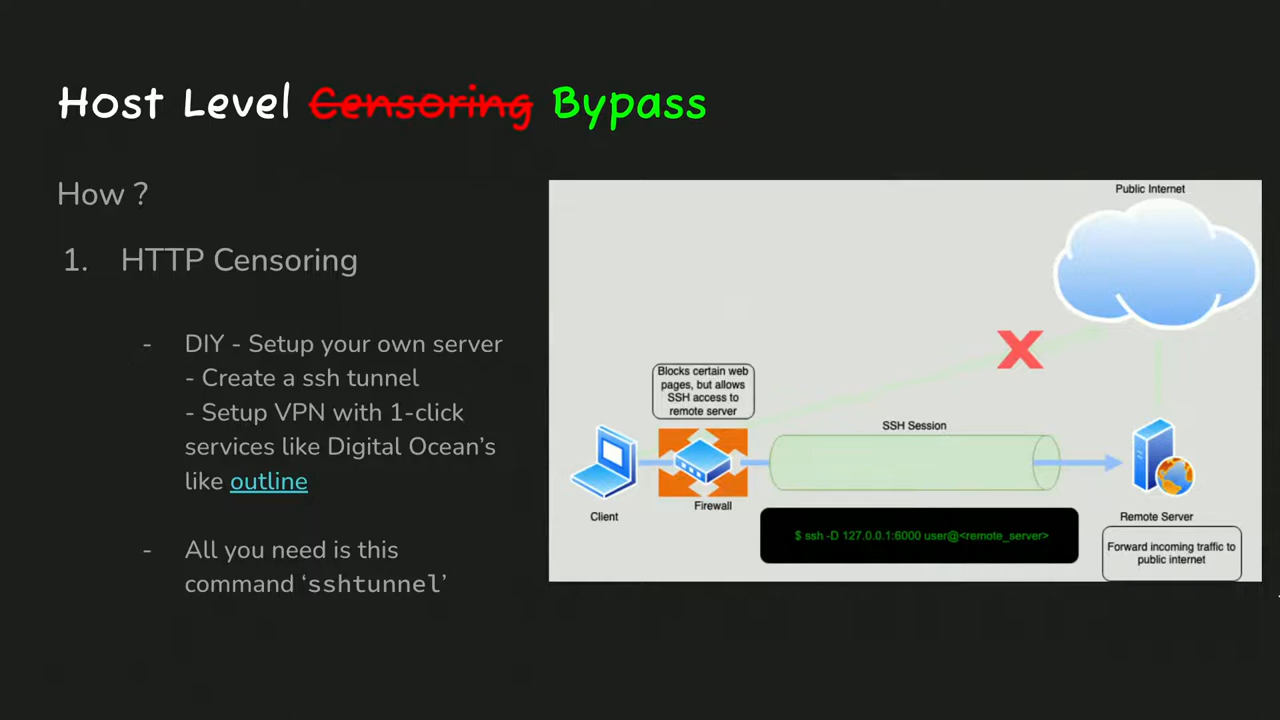 Host Level Censoring Bypass
How ?
1. HTTP Censoring
- DIY - Setup your own server
- Create a ssh tunnel
- Setup VPN with 1-click
services like Digital Ocean’s
like outline
- All you need is this
command ‘sshtunnel’
Public Internet
Blocks certain web
pages, but allows
SSH access to
remote server
SSH Session
Client
Firewall
Remote Server
$ ssh -D 127.0.0.1:6000 user@<remote_server>
Forward incoming traffic to
public internet